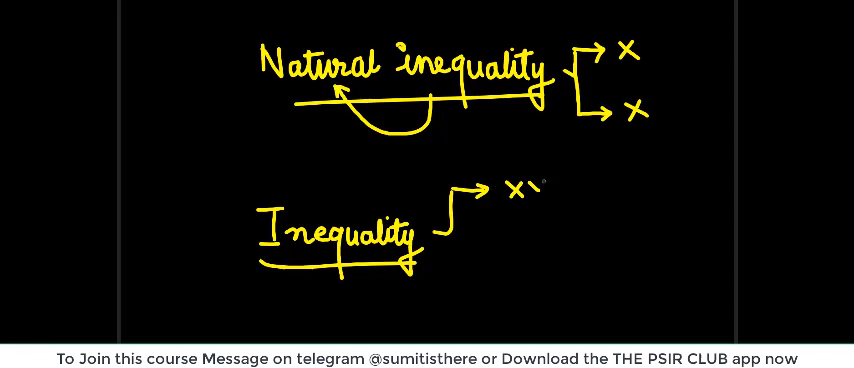 Natural inequality
X
X
Inequality
To Join this course Message on telegram @sumitisthere or Download the THE PSIR CLUB app now